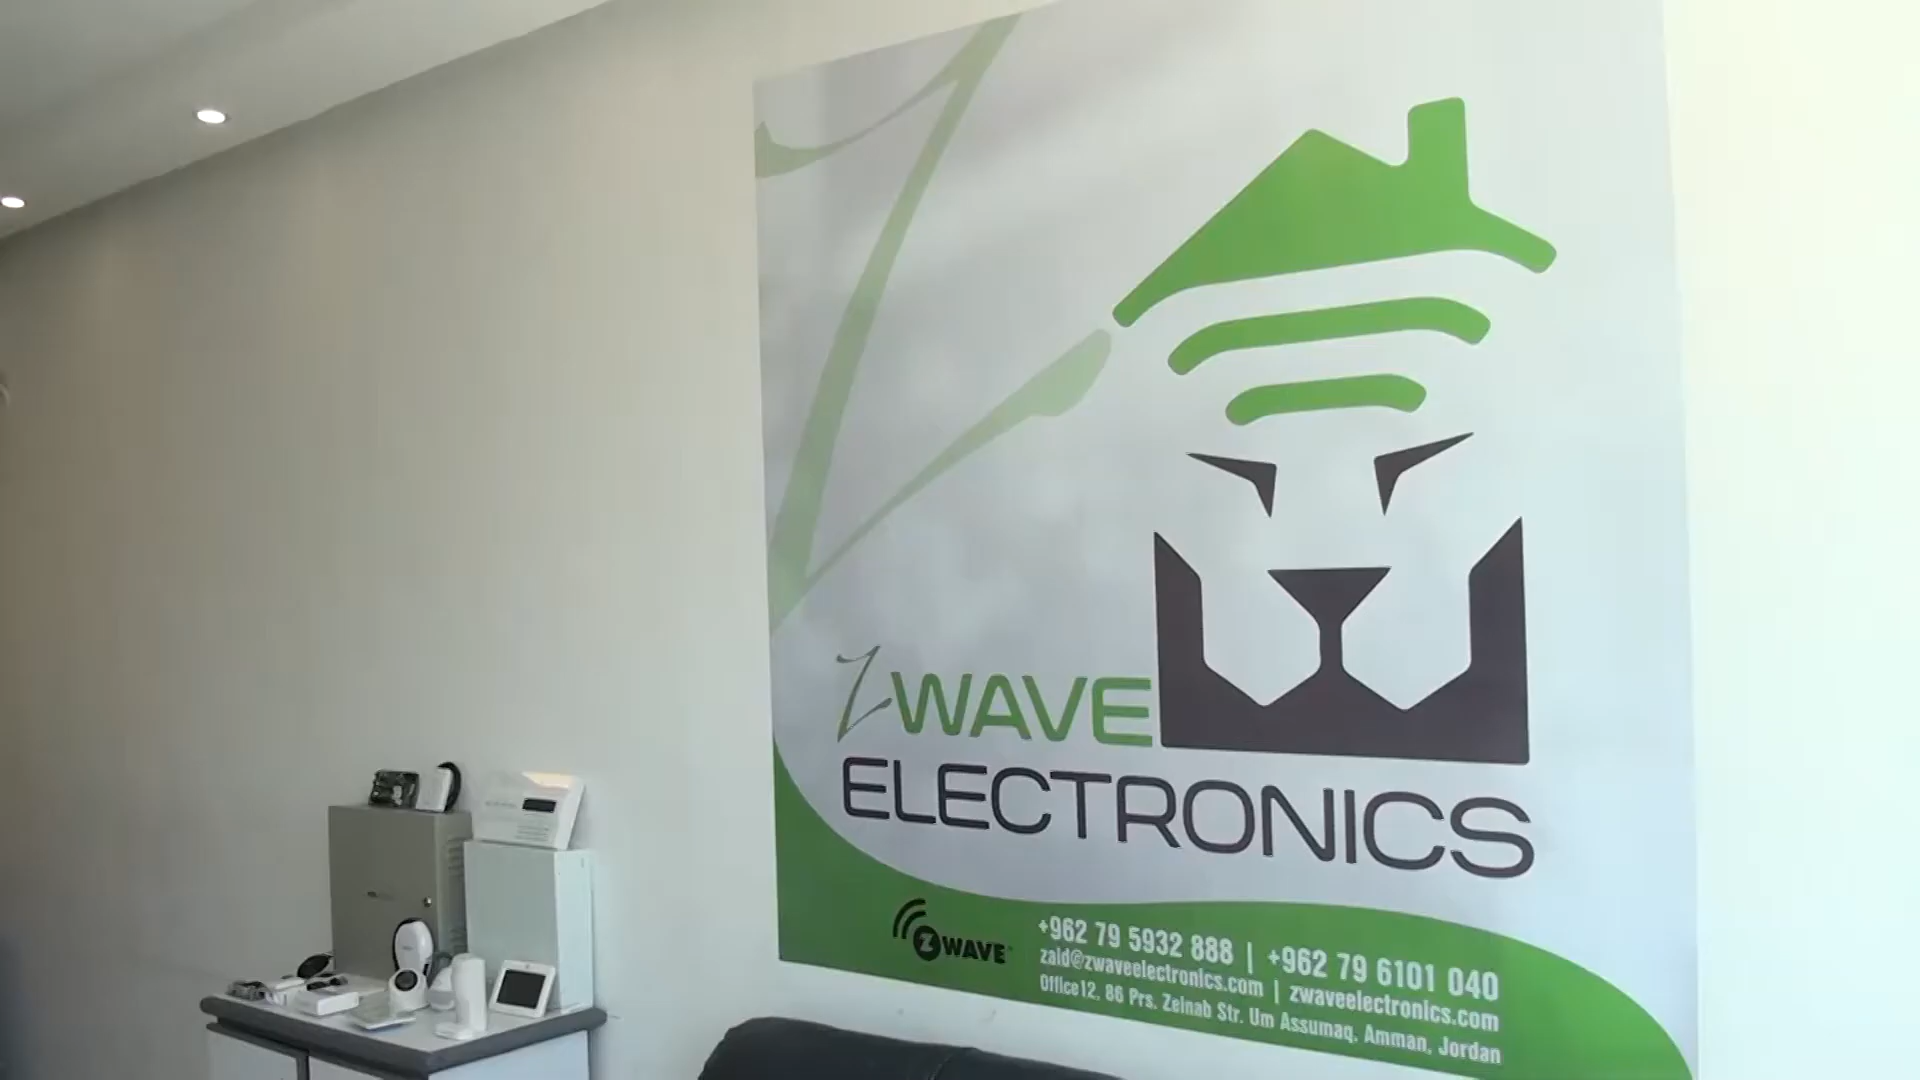 ZWAVE
ELECTRONICS
Z WAVE
+962 79 5932 888 | +962 79 6101 040
zaid@zwaveelectronics.com | zwaveelectronics.com
Office12, 86 Prs. Zeinab Str. Um Assumaq, Amman, Jordan